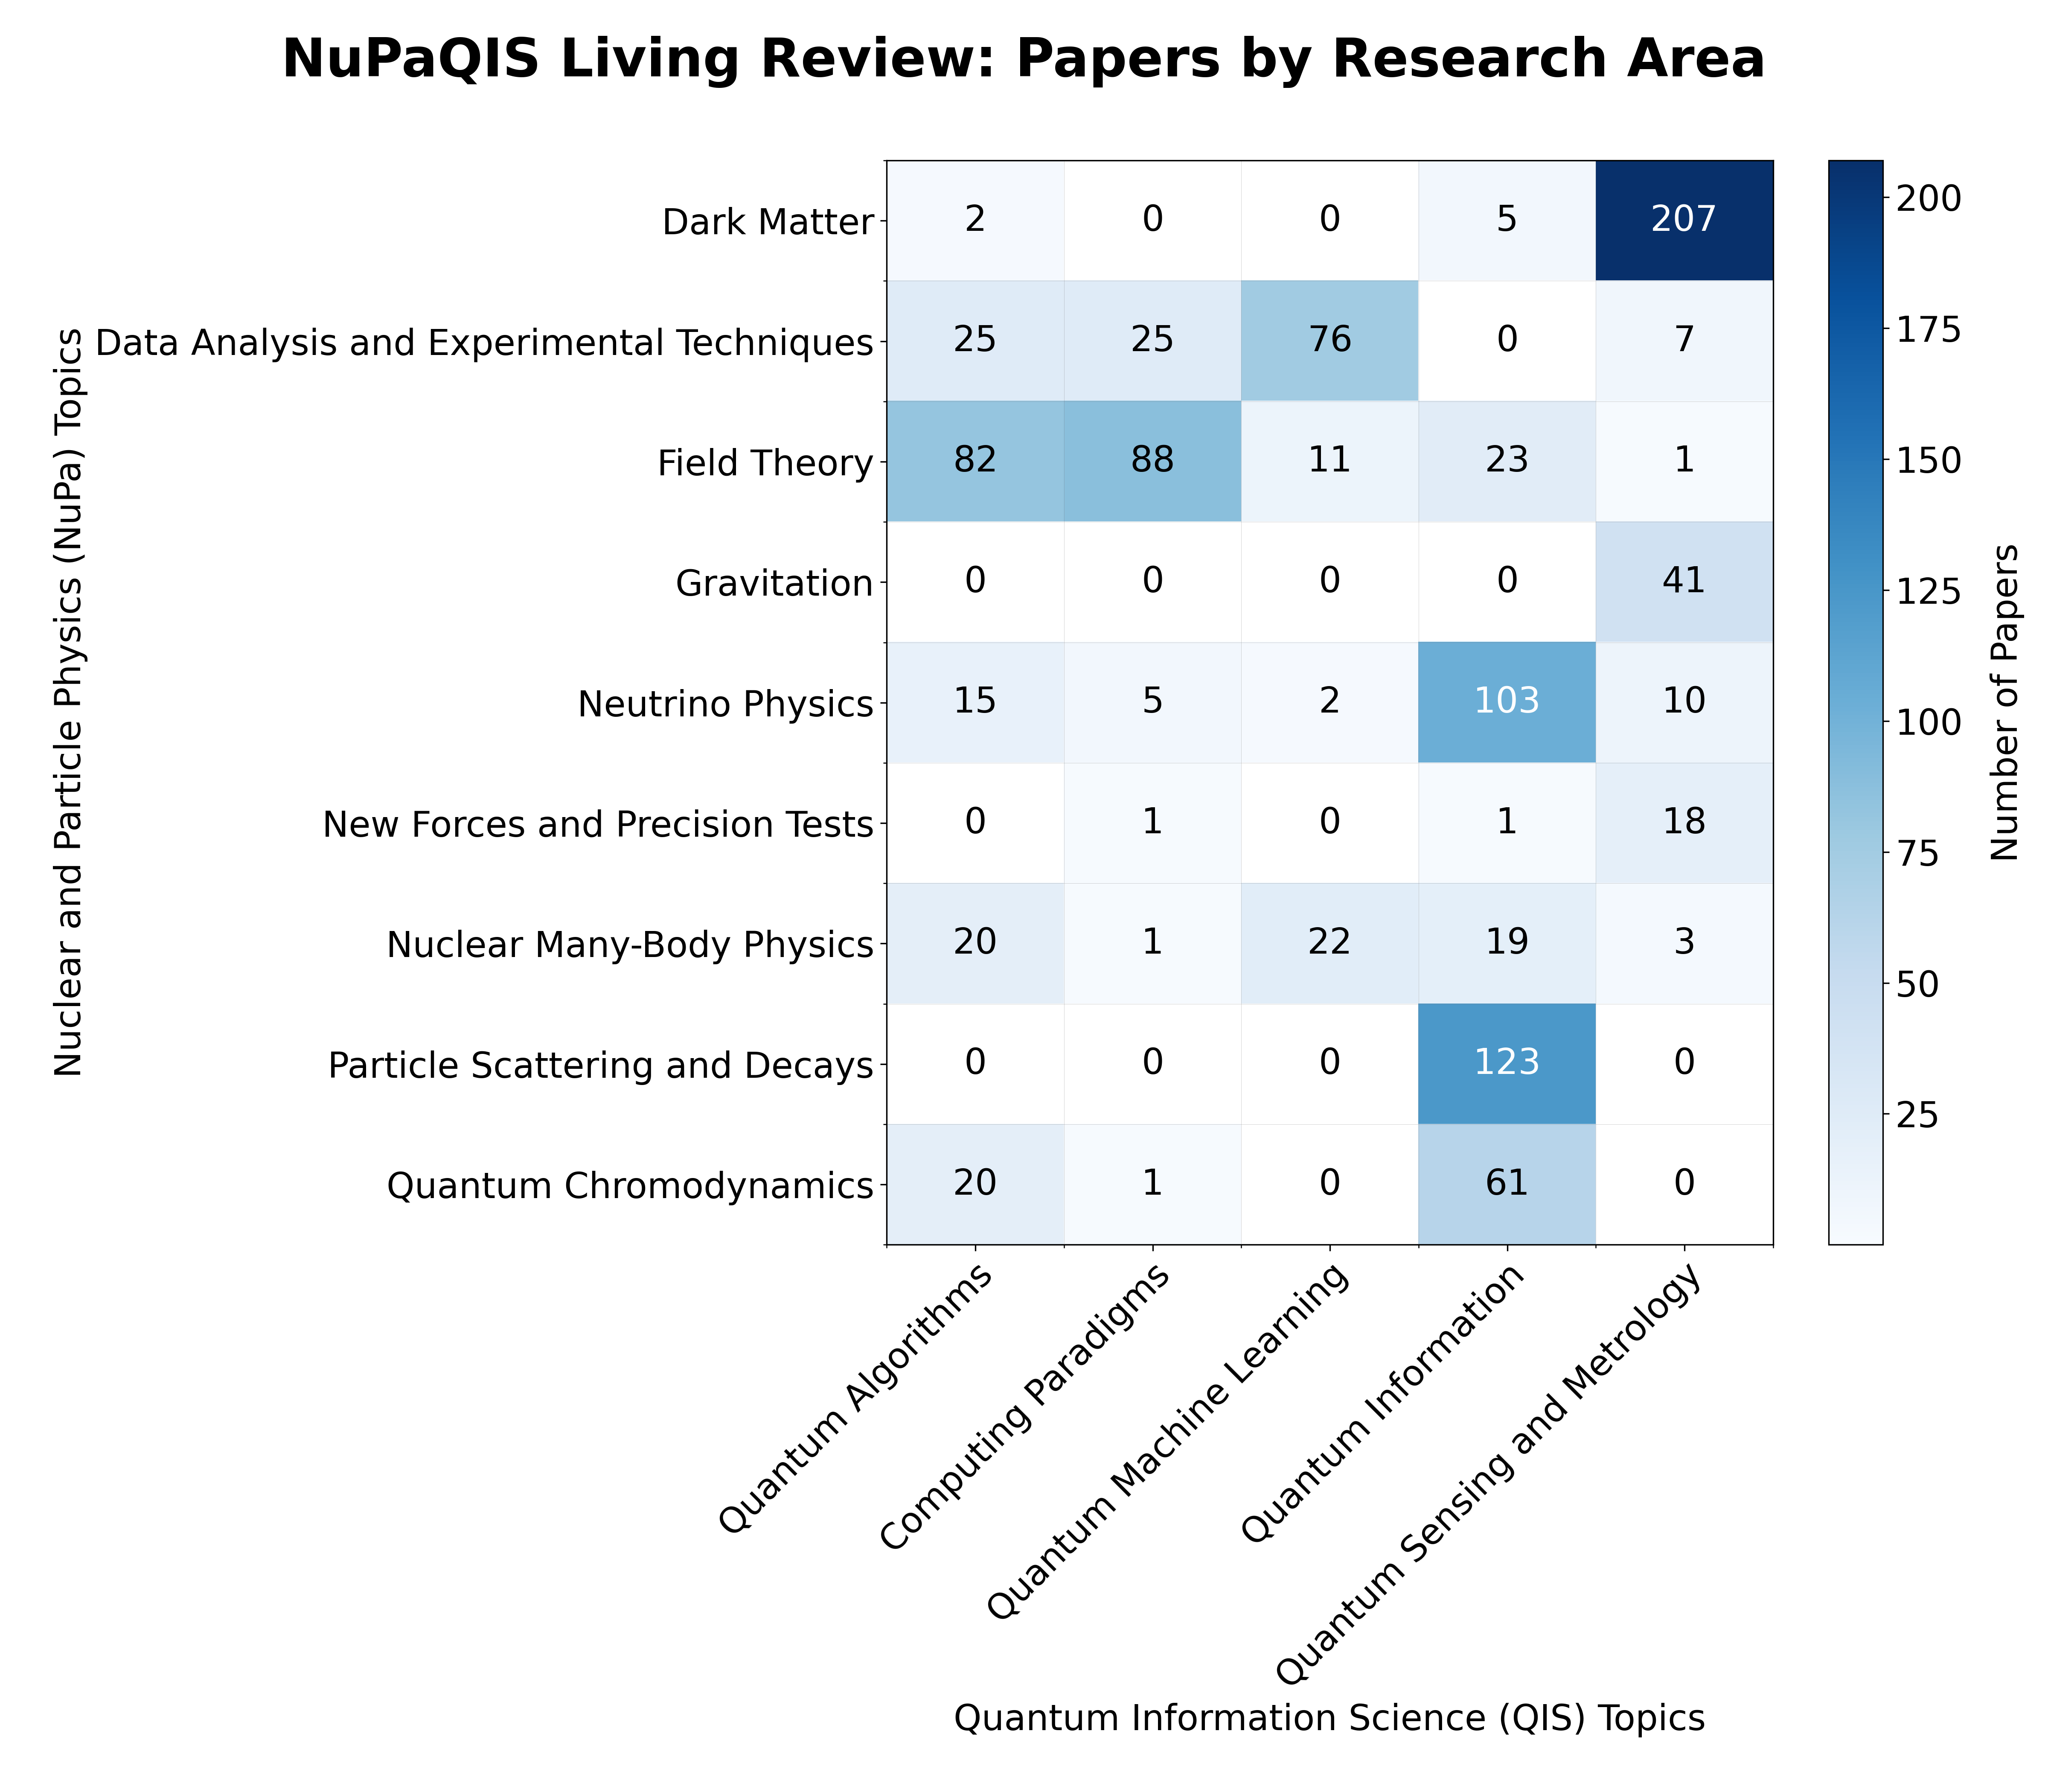 NuPaQIS Living Review: Papers by Research Area
Nuclear and Particle Physics (NuPa) Topics
Dark Matter 2 0 0 5 207
Data Analysis and Experimental Techniques 25 25 76 0 7
Field Theory 82 88 11 23 1
Gravitation 0 0 0 0 41
Neutrino Physics 15 5 2 103 10
New Forces and Precision Tests 0 1 0 1 18
Nuclear Many-Body Physics 20 1 22 19 3
Particle Scattering and Decays 0 0 0 123 0
Quantum Chromodynamics 20 1 0 61 0
Quantum Algorithms
Computing Paradigms
Quantum Machine Learning
Quantum Information
Quantum Sensing and Metrology
Quantum Information Science (QIS) Topics
200
175
150
125
100
75
50
25
Number of Papers